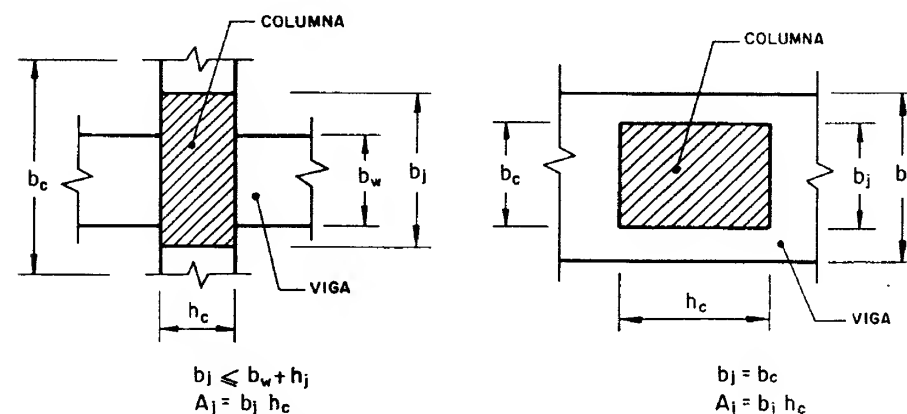 COLUMNA
b_c
b_w
b_j
VIGA
h_c
b_j ⩽ b_w + h_j
A_j = b_j h_c
COLUMNA
b_c
b_j
b
h_c
VIGA
b_j = b_c
A_j = b_j h_c